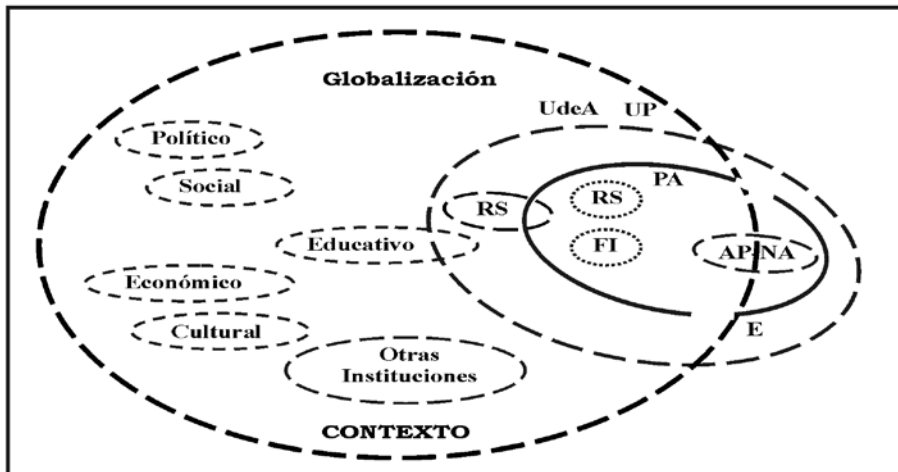 Globalización
UdeA UP
Político
PA
Social
RS
RS
Educativo
FI
AP-NA
Económico
Cultural
E
Otras
Instituciones
CONTEXTO